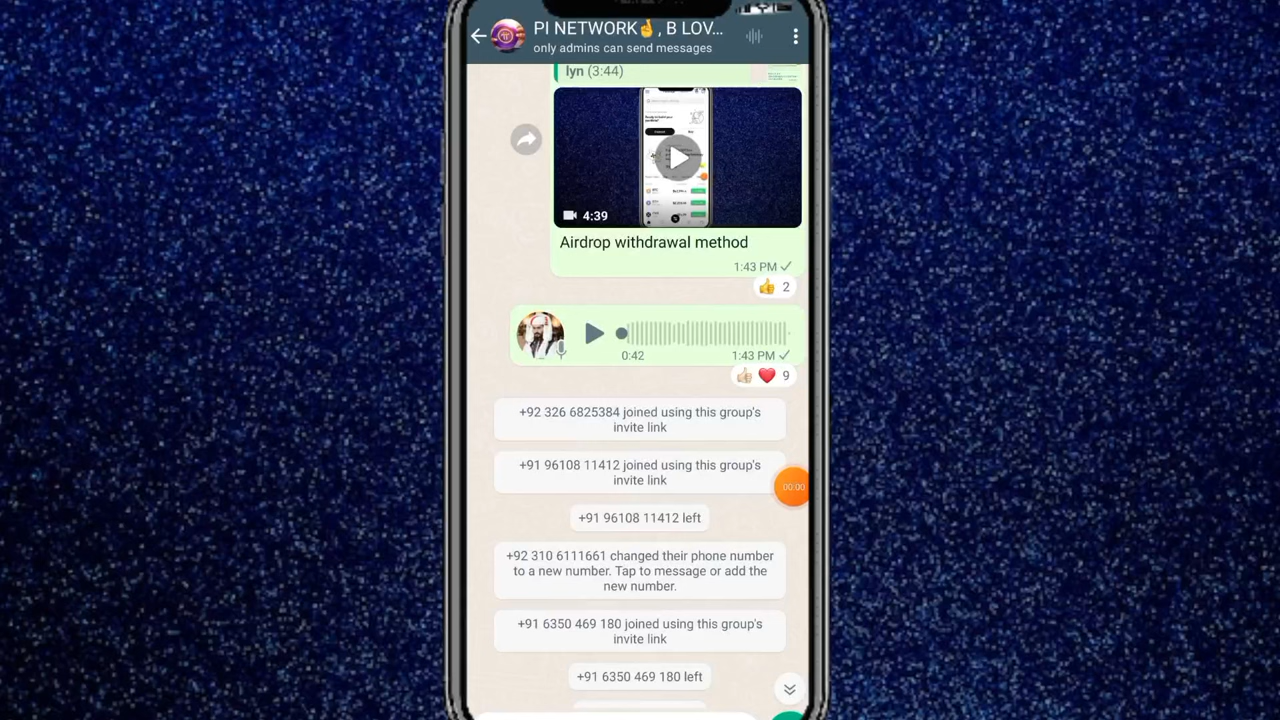 PI NETWORK🤞, B LOV...
only admins can send messages
lyn (3:44)
4:39
Airdrop withdrawal method
1:43 PM
👍 2
0:42
1:43 PM
👍🏻 ❤️ 9
+92 326 6825384 joined using this group's
invite link
+91 96108 11412 joined using this group's
invite link
00:00
+91 96108 11412 left
+92 310 6111661 changed their phone number
to a new number. Tap to message or add the
new number.
+91 6350 469 180 joined using this group's
invite link
+91 6350 469 180 left